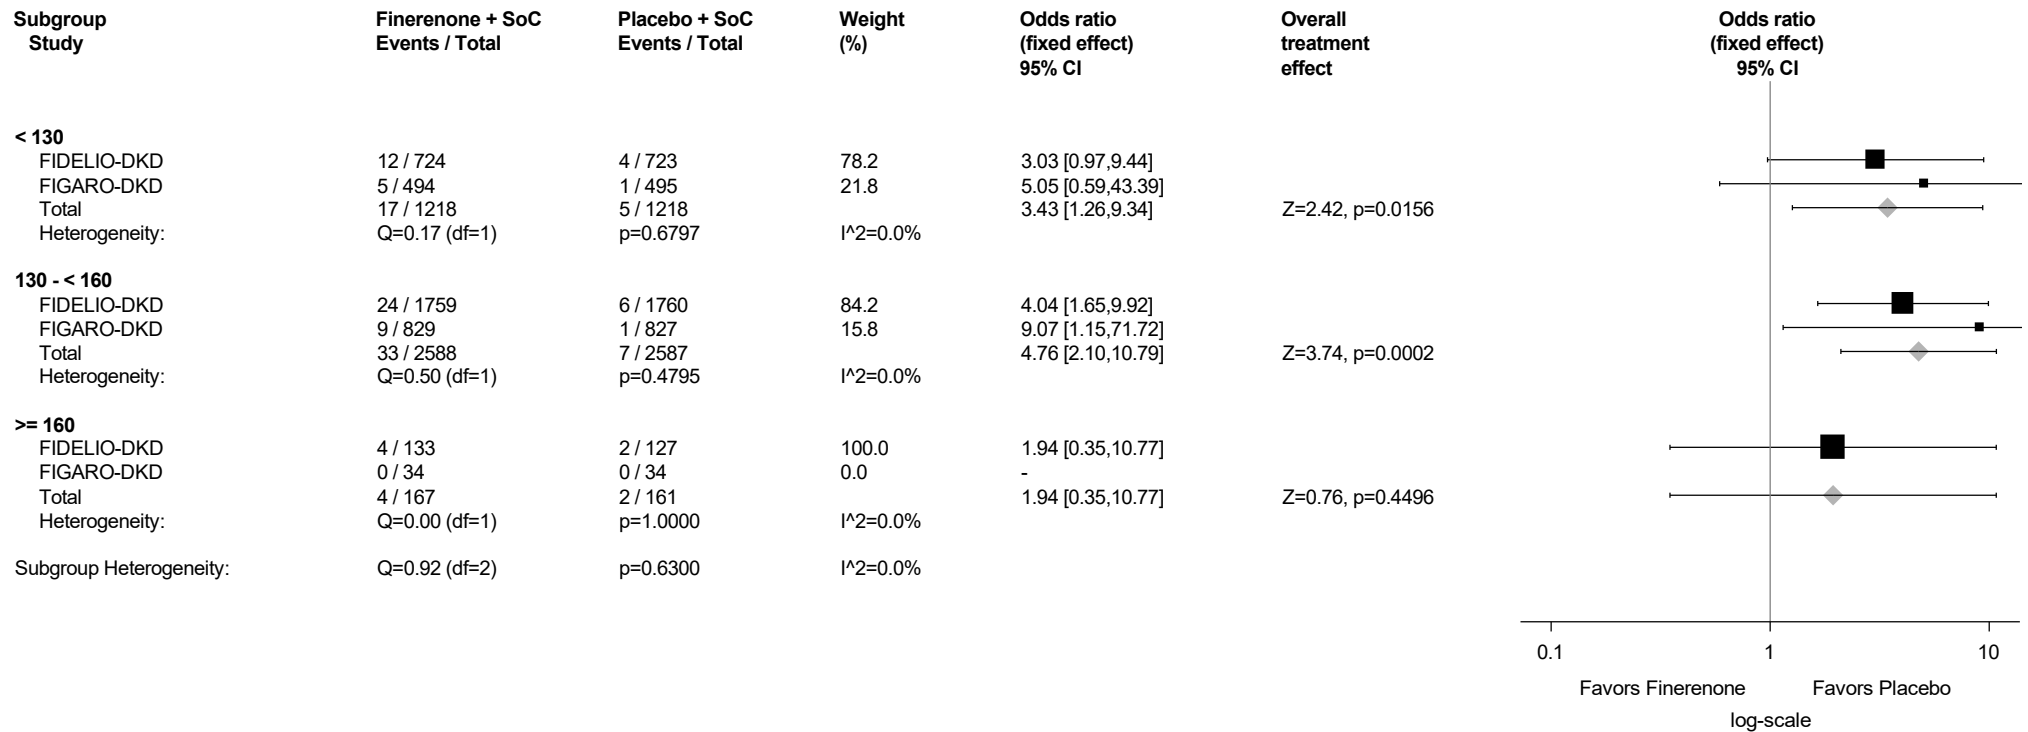 Subgroup Finerenone + SoC Placebo + SoC Weight Odds ratio Overall Odds ratio
Study Events / Total Events / Total (%) (fixed effect) treatment (fixed effect)
95% CI effect 95% CI
< 130
FIDELIO-DKD 12 / 724 4 / 723 78.2 3.03 [0.97,9.44]
FIGARO-DKD 5 / 494 1 / 495 21.8 5.05 [0.59,43.39]
Total 17 / 1218 5 / 1218 3.43 [1.26,9.34] Z=2.42, p=0.0156
Heterogeneity: Q=0.17 (df=1) p=0.6797 I^2=0.0%
130 - < 160
FIDELIO-DKD 24 / 1759 6 / 1760 84.2 4.04 [1.65,9.92]
FIGARO-DKD 9 / 829 1 / 827 15.8 9.07 [1.15,71.72]
Total 33 / 2588 7 / 2587 4.76 [2.10,10.79] Z=3.74, p=0.0002
Heterogeneity: Q=0.50 (df=1) p=0.4795 I^2=0.0%
>= 160
FIDELIO-DKD 4 / 133 2 / 127 100.0 1.94 [0.35,10.77]
FIGARO-DKD 0 / 34 0 / 34 0.0 -
Total 4 / 167 2 / 161 1.94 [0.35,10.77] Z=0.76, p=0.4496
Heterogeneity: Q=0.00 (df=1) p=1.0000 I^2=0.0%
Subgroup Heterogeneity: Q=0.92 (df=2) p=0.6300 I^2=0.0%
0.1 1 10
Favors Finerenone Favors Placebo
log-scale